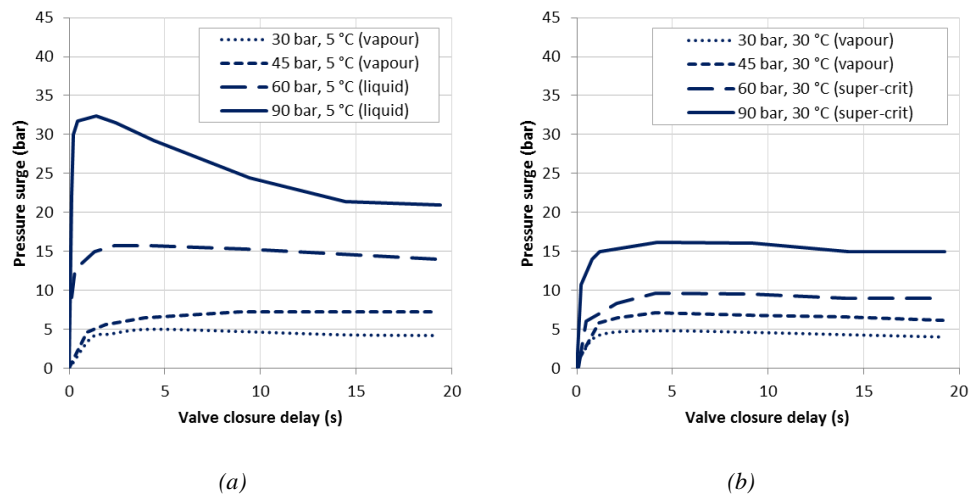 45
40
35
30
25
20
15
10
5
0
Pressure surge (bar)
30 bar, 5 °C (vapour)
45 bar, 5 °C (vapour)
60 bar, 5 °C (liquid)
90 bar, 5 °C (liquid)
0 5 10 15 20
Valve closure delay (s)
(a)
45
40
35
30
25
20
15
10
5
0
Pressure surge (bar)
30 bar, 30 °C (vapour)
45 bar, 30 °C (vapour)
60 bar, 30 °C (super-crit)
90 bar, 30 °C (super-crit)
0 5 10 15 20
Valve closure delay (s)
(b)